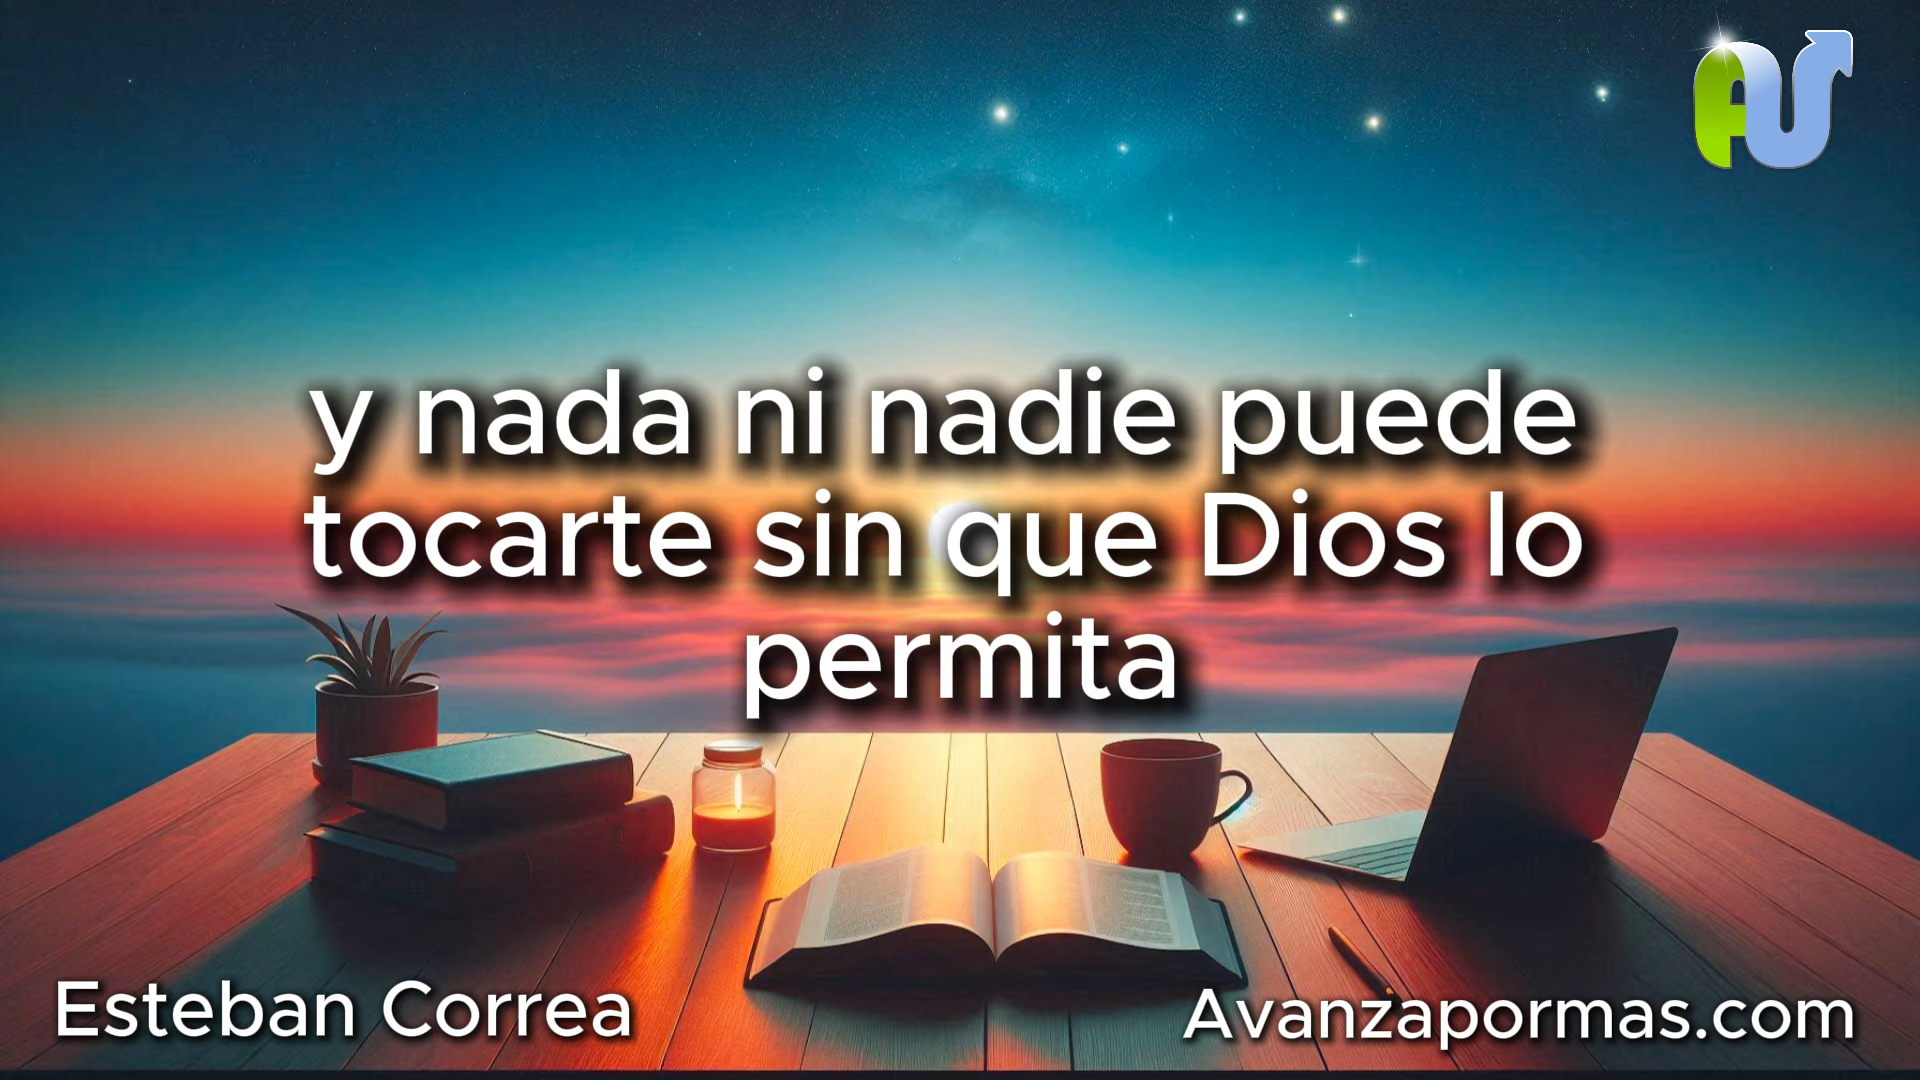 y nada ni nadie puede
tocarte sin que Dios lo
permita
Esteban Correa
Avanzapormas.com